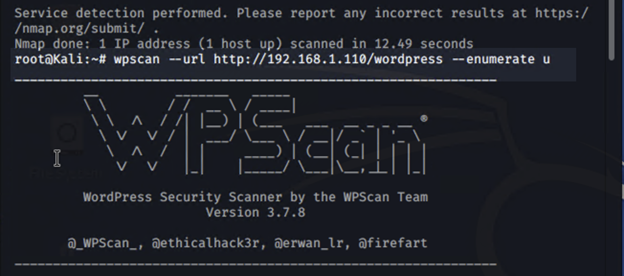 Service detection performed. Please report any incorrect results at https:/
/nmap.org/submit/ .
Nmap done: 1 IP address (1 host up) scanned in 12.49 seconds
root@Kali:~# wpscan --url http://192.168.1.110/wordpress --enumerate u
WPScan ®
WordPress Security Scanner by the WPScan Team
Version 3.7.8
@_WPScan_, @ethicalhack3r, @erwan_lr, @firefart